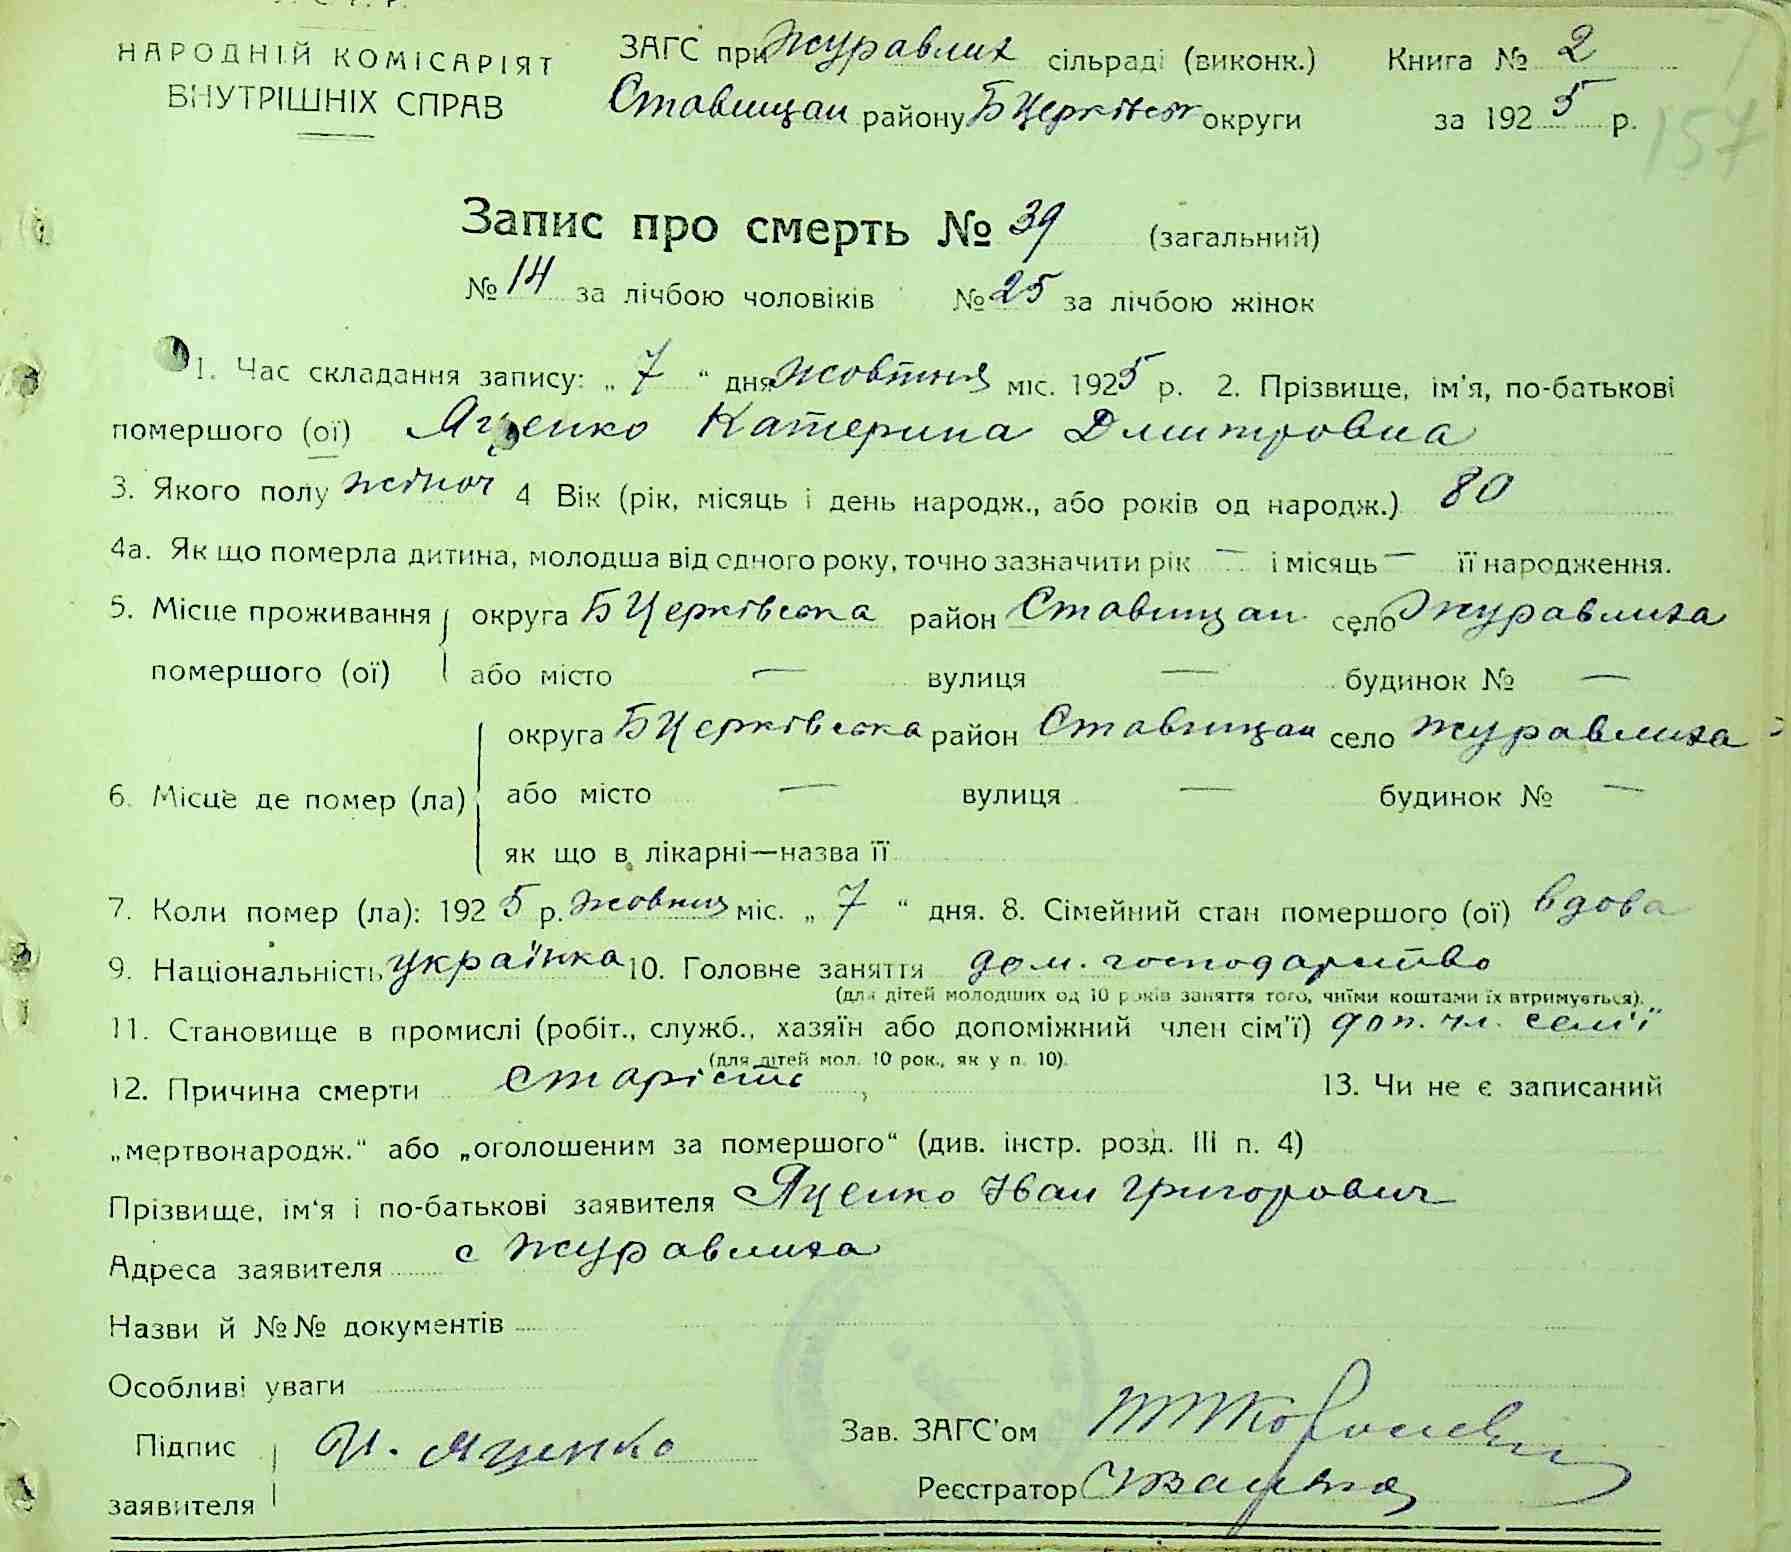 НАРОДНІЙ КОМІСАРІЯТ
ВНУТРІШНІХ СПРАВ
ЗАГС при Журавлих сільраді (виконк.) Книга № 2
Ставищан району БЦерківськ округи за 1925 р.
157
Запис про смерть № 39 (загальний)
№ 14 за лічбою чоловіків № 25 за лічбою жінок
1. Час складання запису: „ 7 “ дня жовтня міс. 1925 р. 2. Прізвище, ім'я, по-батькові
помершого (ої) Яценко Катерина Дмитровна
3. Якого полу жіноч 4 Вік (рік, місяць і день народж., або років од народж.) 80
4а. Як що померла дитина, молодша від одного року, точно зазначити рік — і місяць — її народження.
5. Місце проживання округа БЦерківська район Ставищан село Журавлиха
помершого (ої) або місто — вулиця — будинок № —
округа БЦерківська район Ставищан село Журавлиха
6. Місце де помер (ла) або місто — вулиця — будинок № —
як що в лікарні—назва її
7. Коли помер (ла): 1925 р. жовтня міс. „ 7 “ дня. 8. Сімейний стан помершого (ої) вдова
9. Національність українка 10. Головне заняття дом. господарство
(для дітей молодших од 10 років заняття того, чиїми коштами їх втримується).
11. Становище в промислі (робіт., служб., хазяїн або допоміжний член сім'ї) доп. чл. семї
(для дітей мол. 10 рок., як у п. 10).
12. Причина смерти старість, 13. Чи не є записаний
„мертвонародж.“ або „оголошеним за помершого“ (див. інстр. розд. III п. 4)
Прізвище, ім'я і по-батькові заявителя Яценко Іван Григорович
Адреса заявителя с Журавлиха
Назви й №№ документів
Особливі уваги
Підпис заявителя И. Яценко
Зав. ЗАГС'ом
Реєстратор